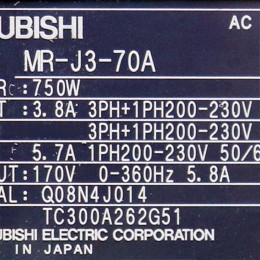 UBISHI AC
MR-J3-70A
R : 750W
T : 3.8A 3PH+1PH200-230V
3PH+1PH200-230V
5.7A 1PH200-230V 50/6
UT: 170V 0-360Hz 5.8A
AL: Q08N4J014
TC300A262G51
UBISHI ELECTRIC CORPORATION
IN JAPAN